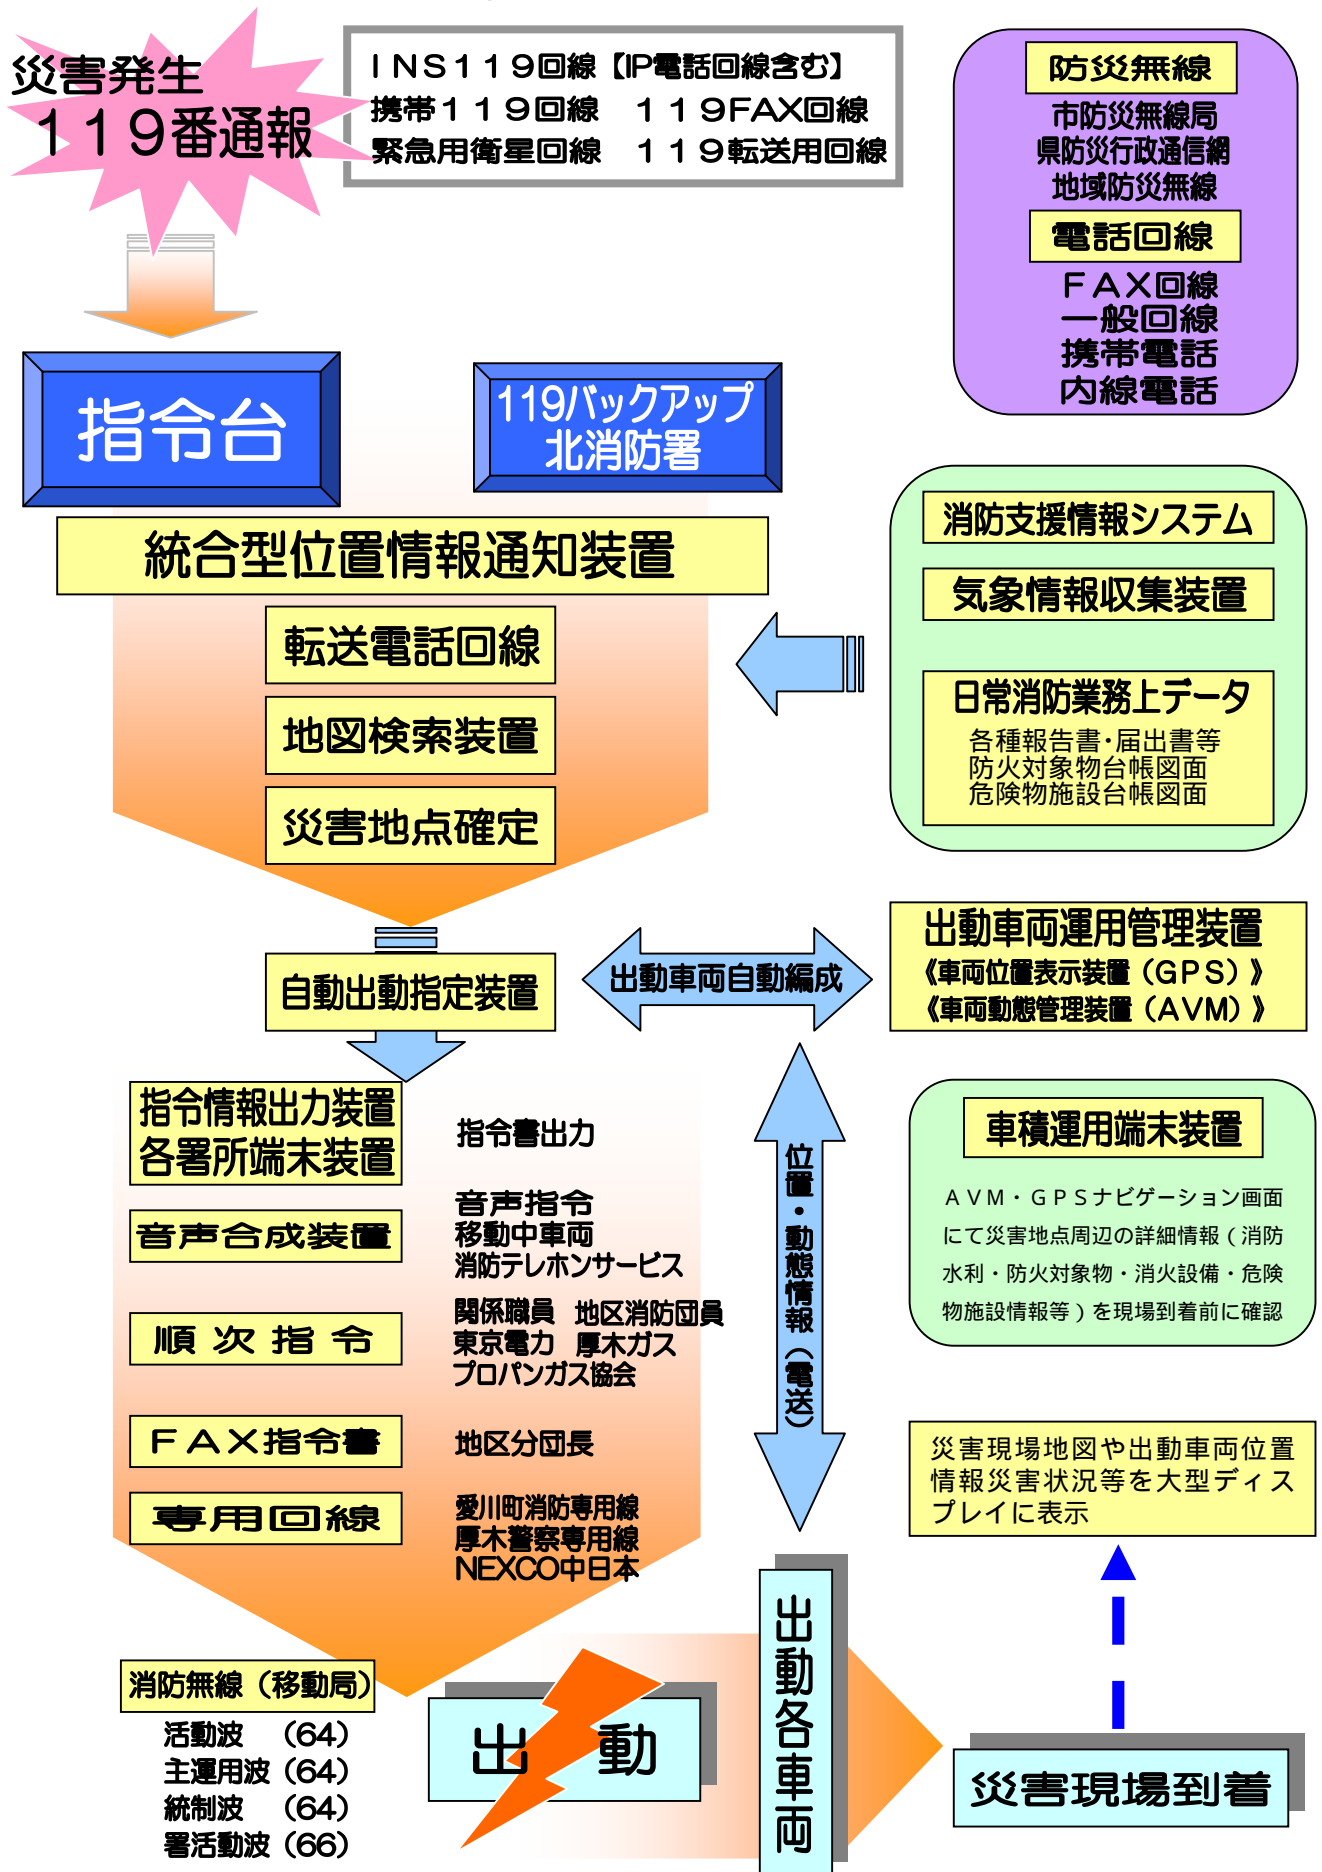 災害発生
１１９番通報
ＩＮＳ１１９回線【IP電話回線含む】
携帯１１９回線　１１９FAX回線
緊急用衛星回線　１１９転送用回線
防災無線
市防災無線局
県防災行政通信網
地域防災無線
電話回線
ＦＡＸ回線
一般回線
携帯電話
内線電話
指令台
119バックアップ
北消防署
統合型位置情報通知装置
転送電話回線
地図検索装置
災害地点確定
消防支援情報システム
気象情報収集装置
日常消防業務上データ
各種報告書・届出書等
防火対象物台帳図面
危険物施設台帳図面
自動出動指定装置
出動車両自動編成
出動車両運用管理装置
《車両位置表示装置（ＧＰＳ）》
《車両動態管理装置（ＡＶＭ）》
指令情報出力装置
各署所端末装置
指令書出力
音声合成装置
音声指令
移動中車両
消防テレホンサービス
順次指令
関係職員　地区消防団員
東京電力　厚木ガス
プロパンガス協会
ＦＡＸ指令書
地区分団長
専用回線
愛川町消防専用線
厚木警察専用線
NEXCO中日本
位置・動態情報（電送）
車積運用端末装置
ＡＶＭ・ＧＰＳナビゲーション画面
にて災害地点周辺の詳細情報（消防
水利・防火対象物・消火設備・危険
物施設情報等）を現場到着前に確認
災害現場地図や出動車両位置
情報災害状況等を大型ディス
プレイに表示
消防無線（移動局）
活動波　（64）
主運用波（64）
統制波　（64）
署活動波（66）
出　動
出動各車両
災害現場到着